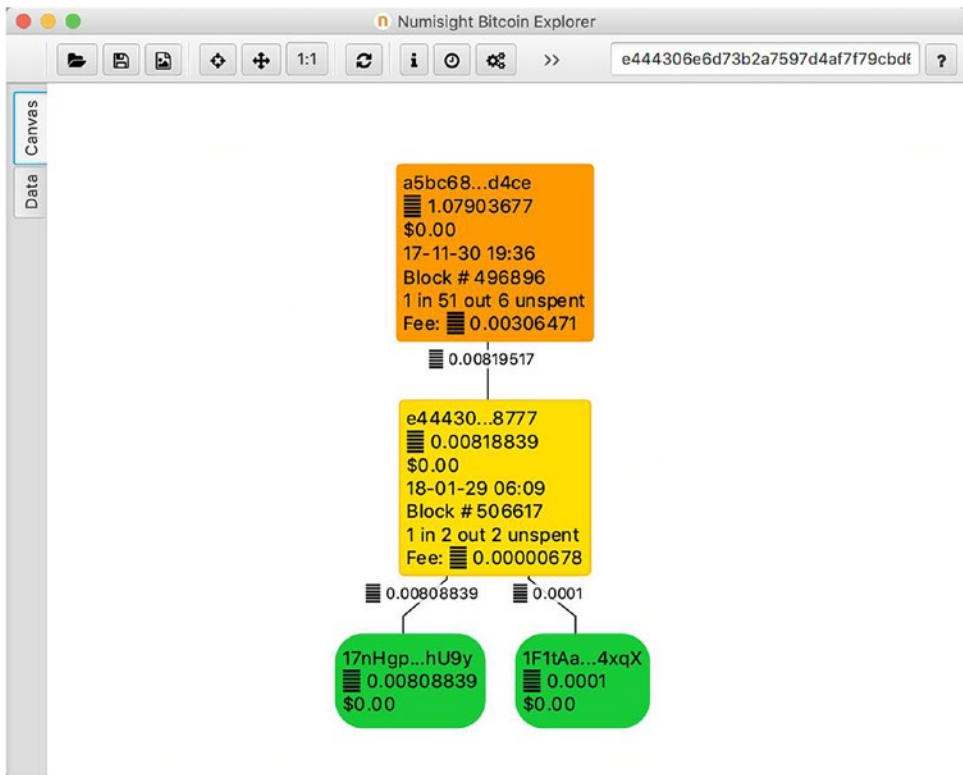 Numisight Bitcoin Explorer
1:1
i
>>
e444306e6d73b2a7597d4af7f79cbd6
?
Canvas
Data
a5bc68...d4ce
1.07903677
$0.00
17-11-30 19:36
Block # 496896
1 in 51 out 6 unspent
Fee: 0.00306471
0.00819517
e44430...8777
0.00818839
$0.00
18-01-29 06:09
Block # 506617
1 in 2 out 2 unspent
Fee: 0.00000678
0.00808839
0.0001
17nHgp...hU9y
0.00808839
$0.00
1F1tAa...4xqX
0.0001
$0.00